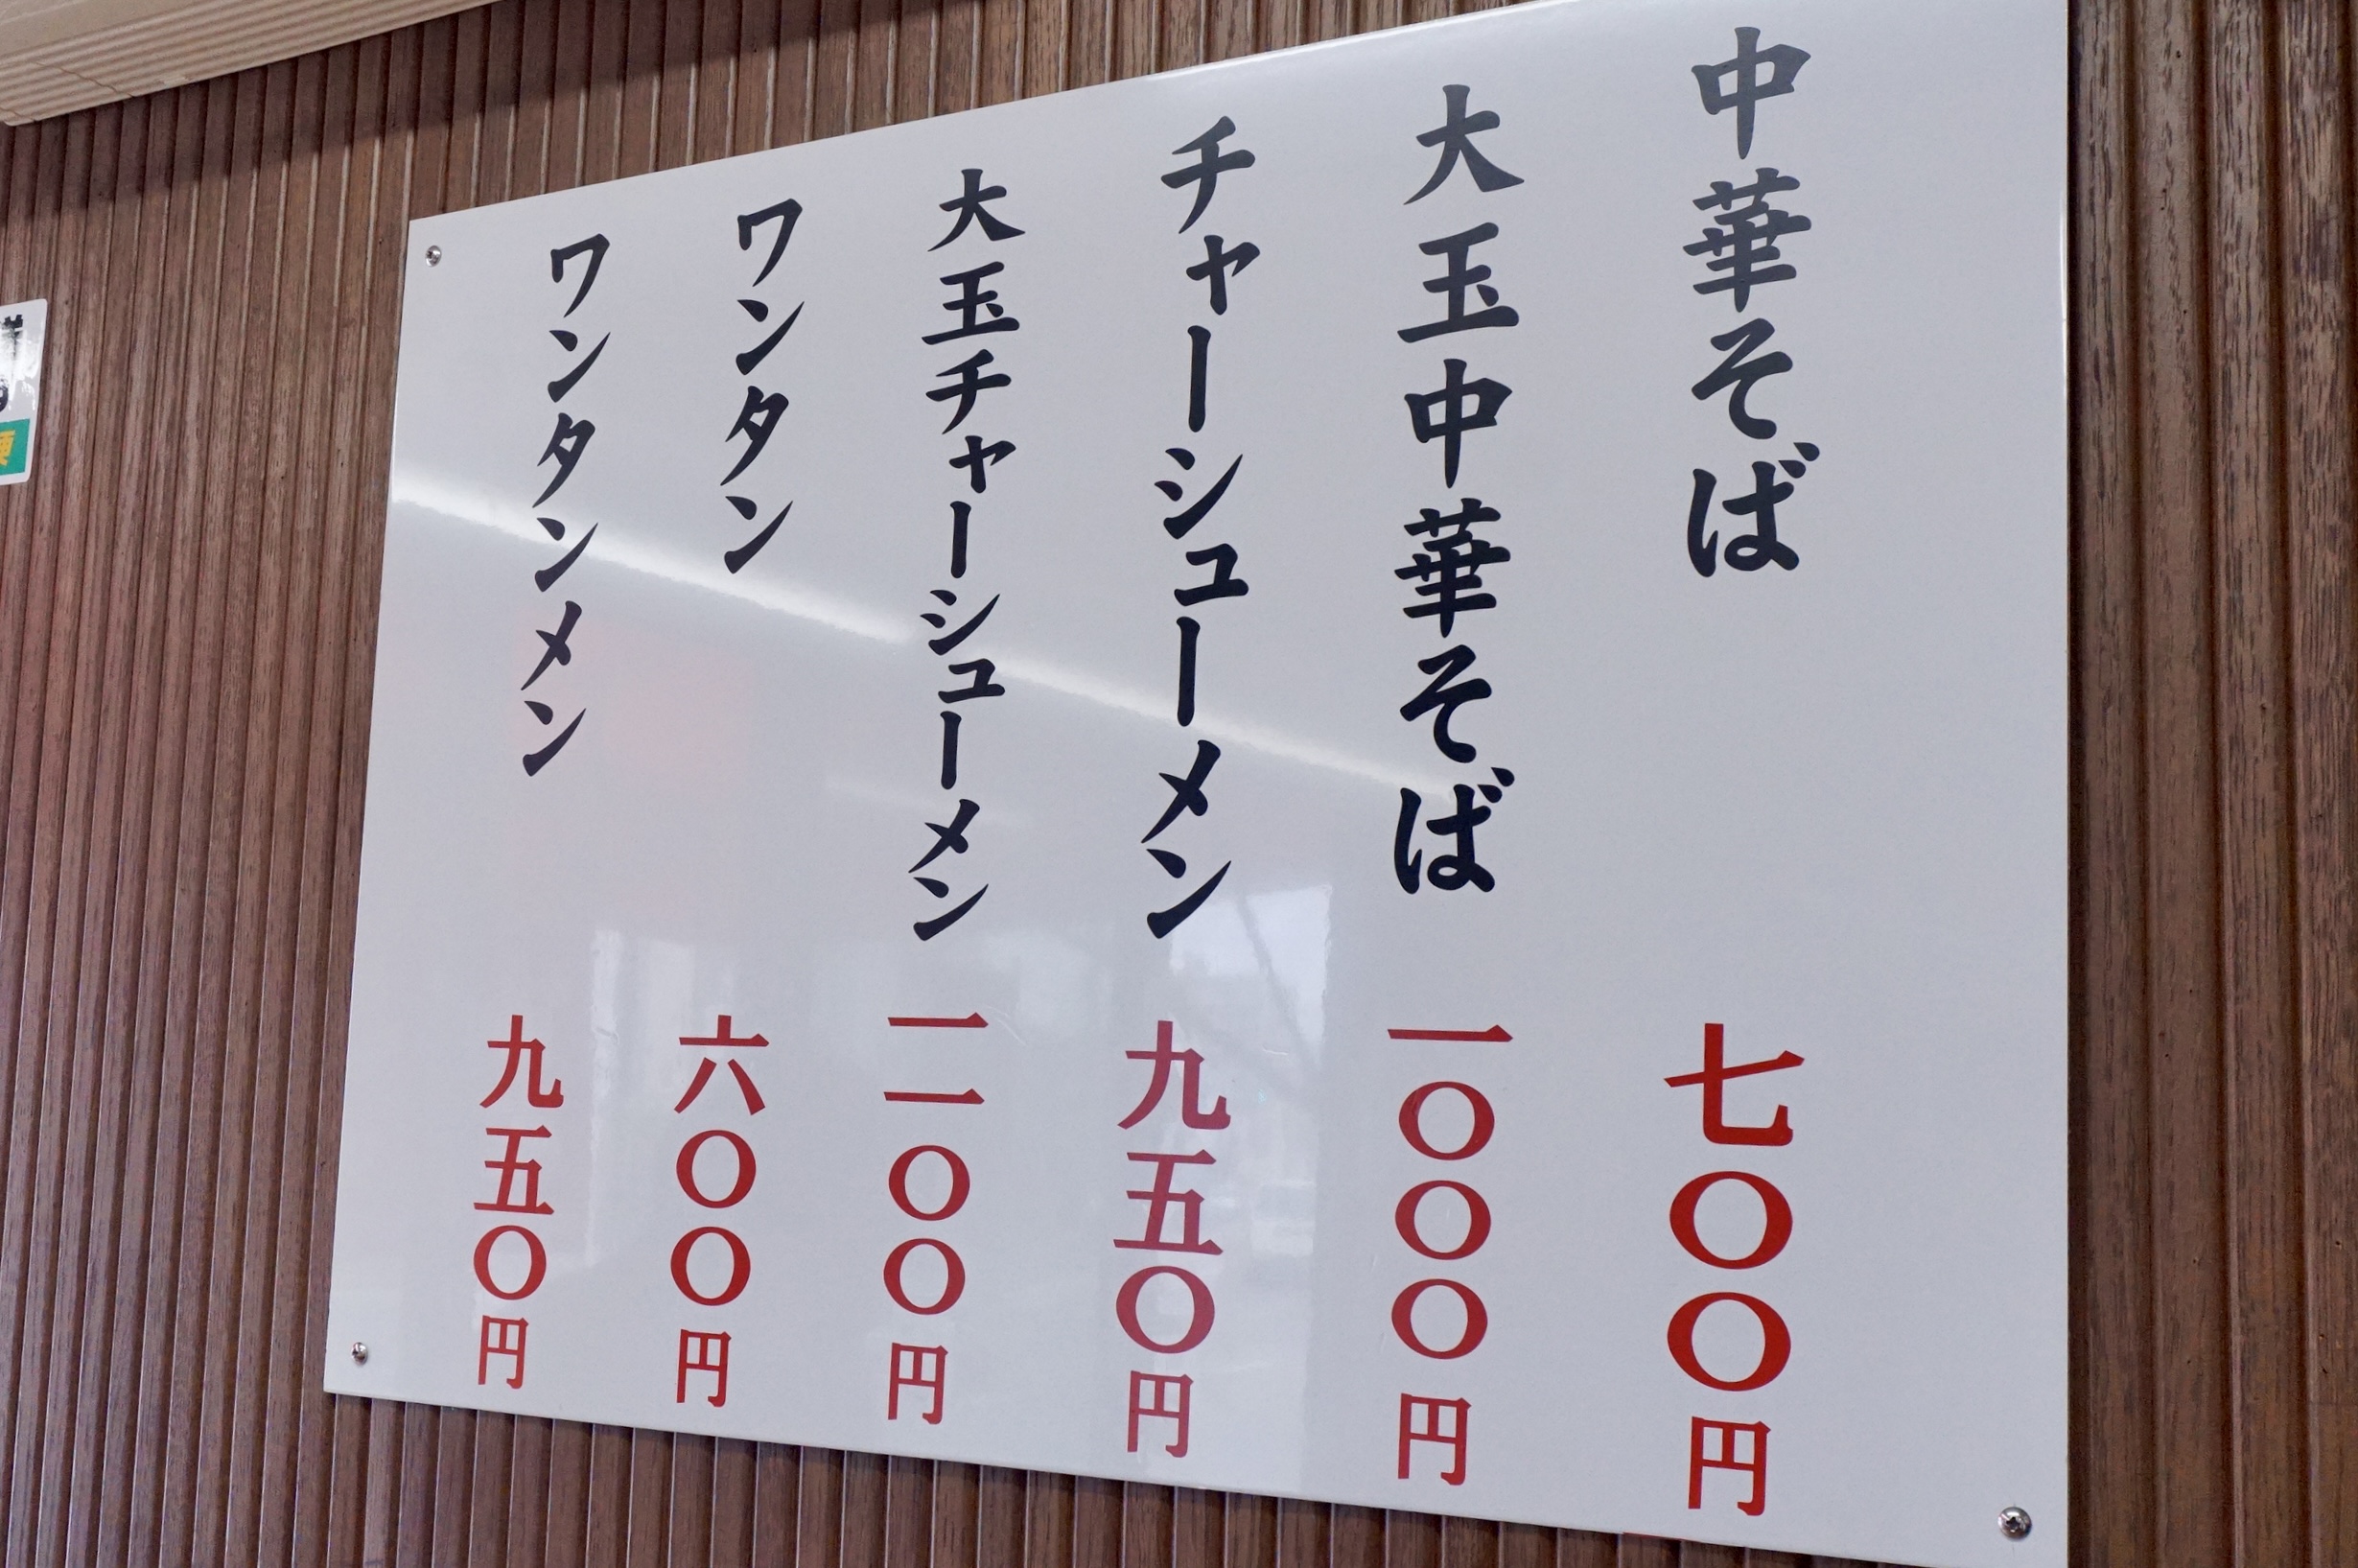 中華そば 七〇〇円
大玉中華そば 一〇〇〇円
チャーシューメン 九五〇円
大玉チャーシューメン 一一〇〇円
ワンタン 六〇〇円
ワンタンメン 九五〇円